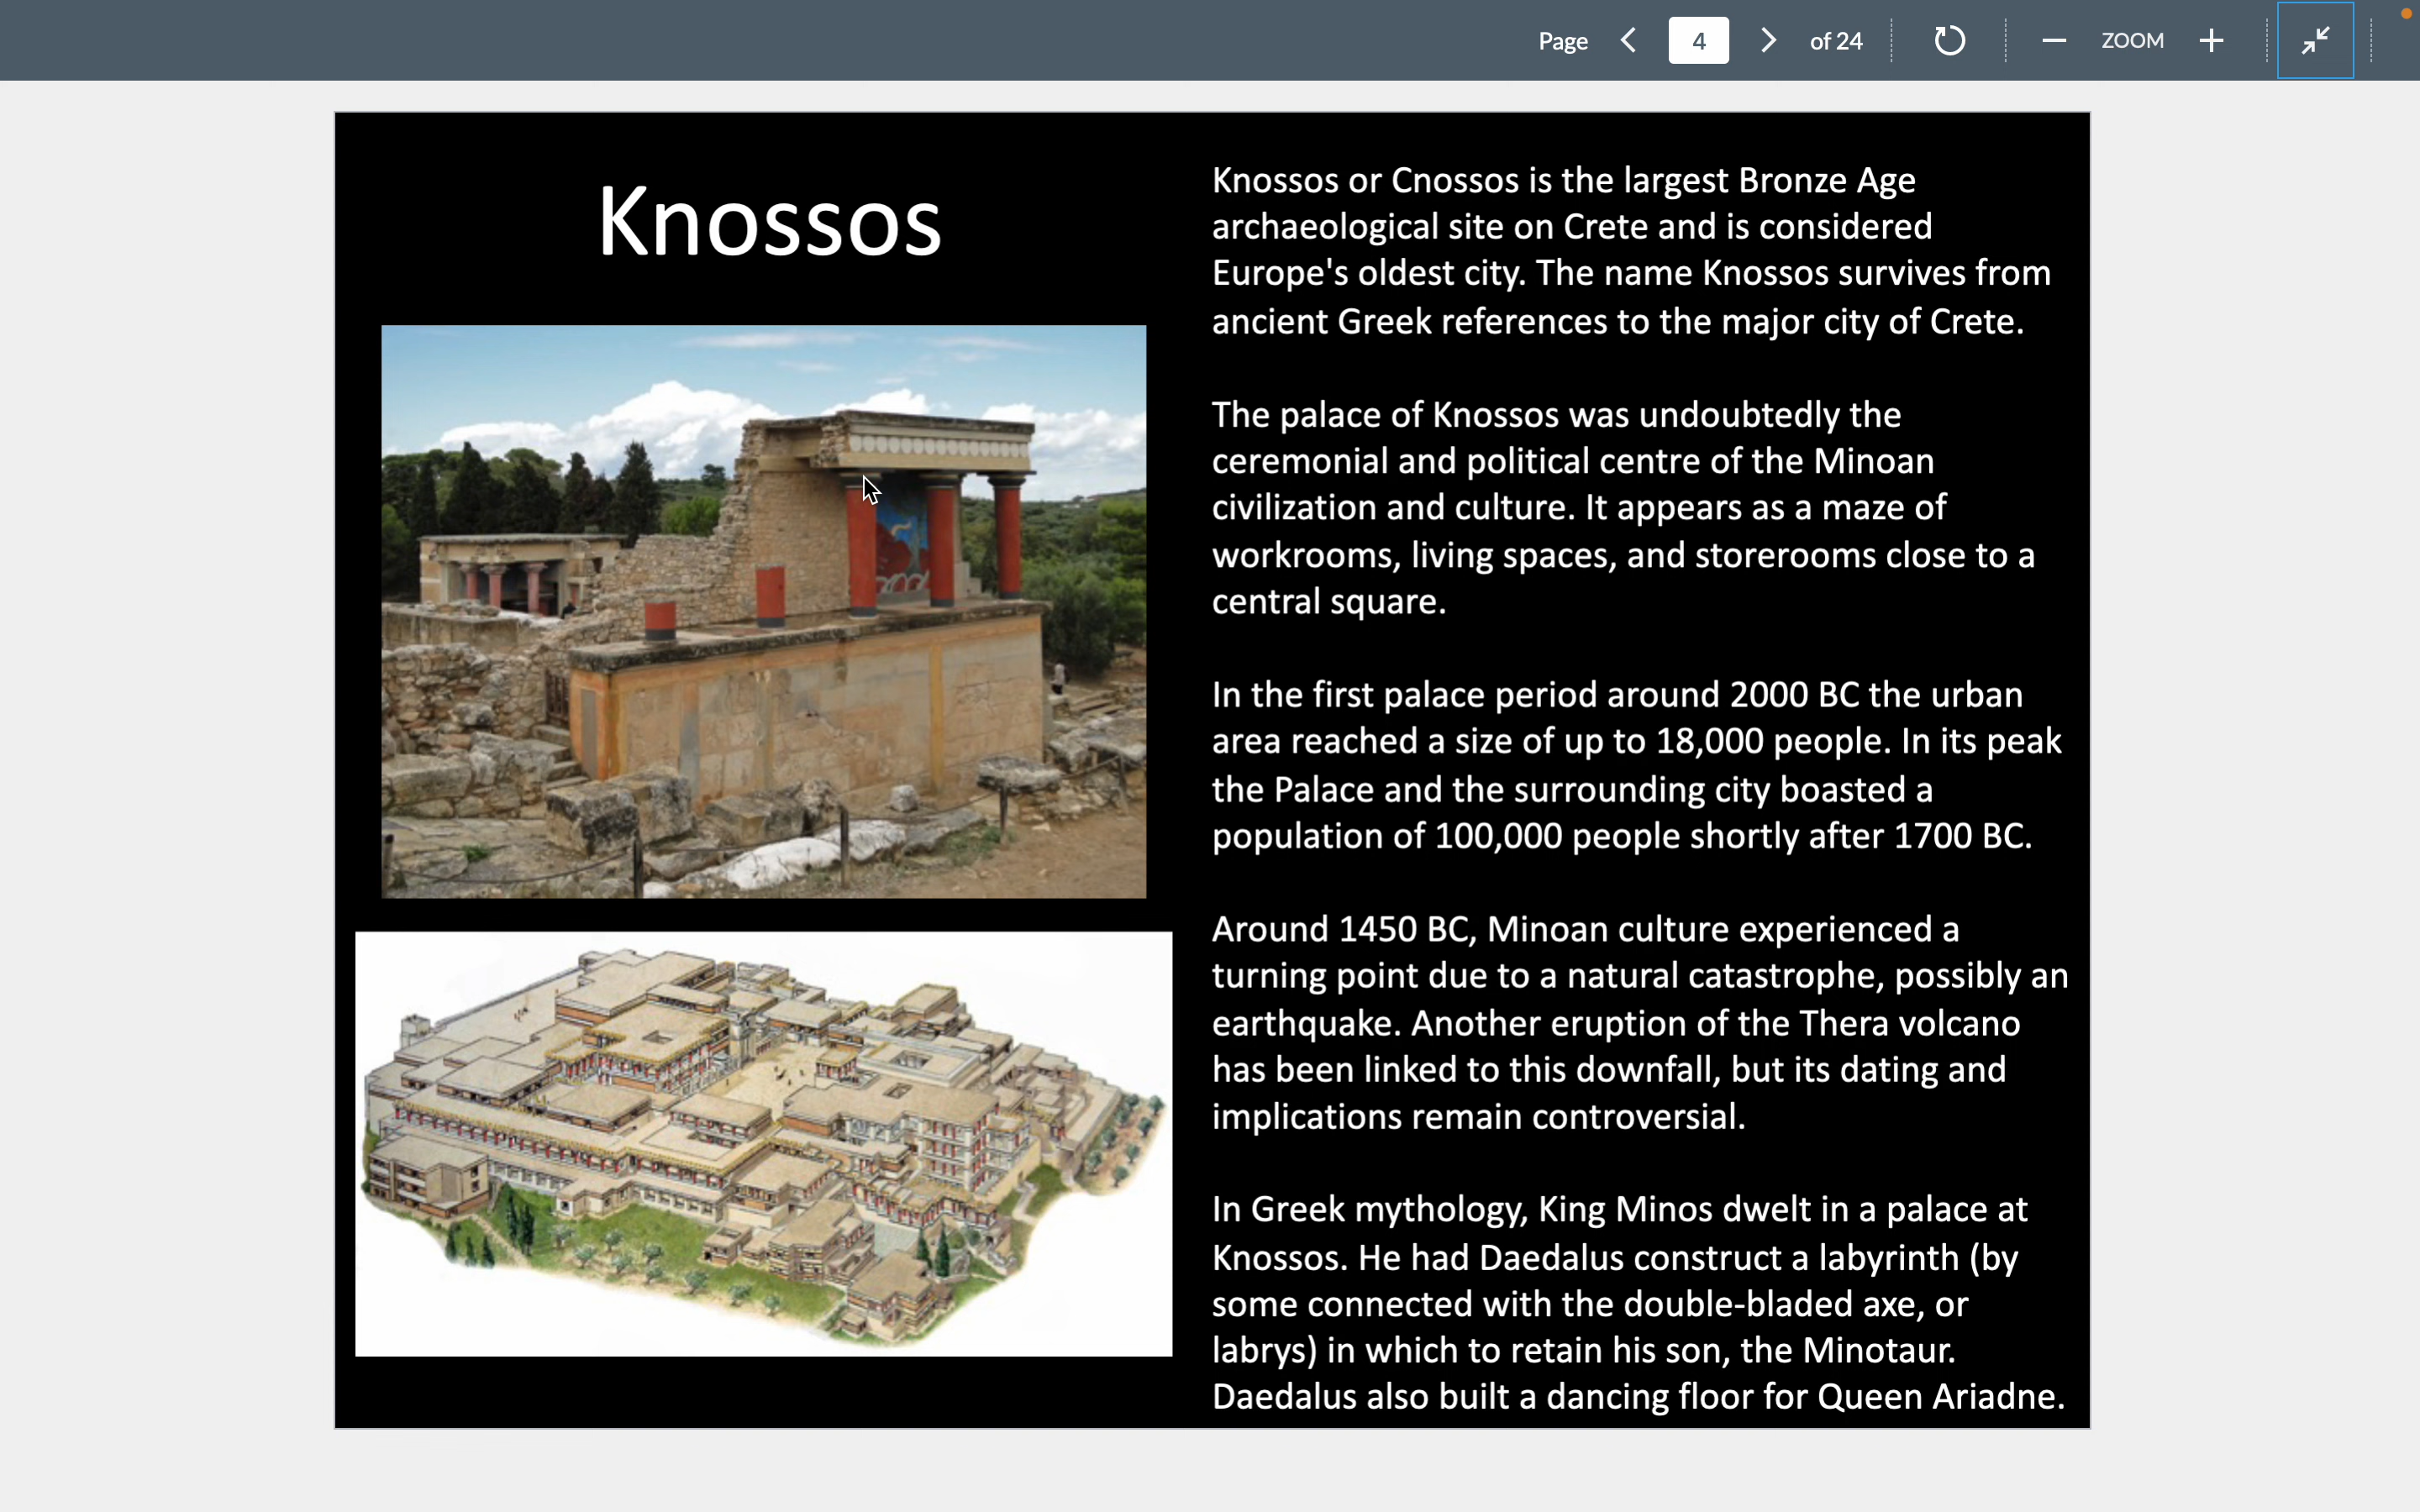 Page 4 of 24 ZOOM
Knossos
Knossos or Cnossos is the largest Bronze Age
archaeological site on Crete and is considered
Europe's oldest city. The name Knossos survives from
ancient Greek references to the major city of Crete.
The palace of Knossos was undoubtedly the
ceremonial and political centre of the Minoan
civilization and culture. It appears as a maze of
workrooms, living spaces, and storerooms close to a
central square.
In the first palace period around 2000 BC the urban
area reached a size of up to 18,000 people. In its peak
the Palace and the surrounding city boasted a
population of 100,000 people shortly after 1700 BC.
Around 1450 BC, Minoan culture experienced a
turning point due to a natural catastrophe, possibly an
earthquake. Another eruption of the Thera volcano
has been linked to this downfall, but its dating and
implications remain controversial.
In Greek mythology, King Minos dwelt in a palace at
Knossos. He had Daedalus construct a labyrinth (by
some connected with the double-bladed axe, or
labrys) in which to retain his son, the Minotaur.
Daedalus also built a dancing floor for Queen Ariadne.